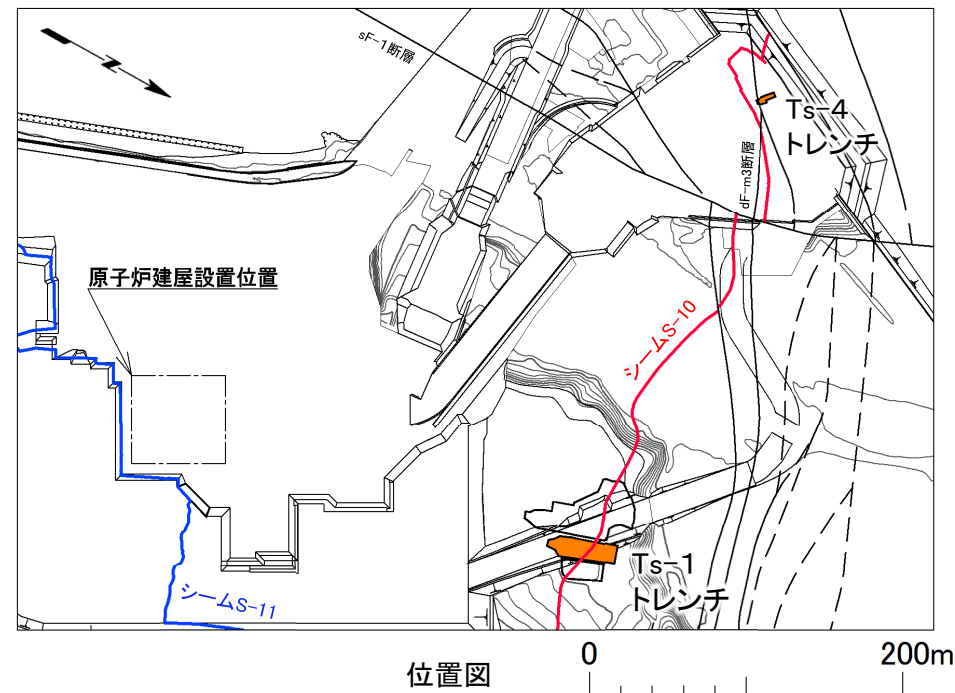 N
sF-1断層
Ts-4
トレンチ
dF-m3断層
原子炉建屋設置位置
シームS-10
Ts-1
トレンチ
シームS-11
位置図
0
200m